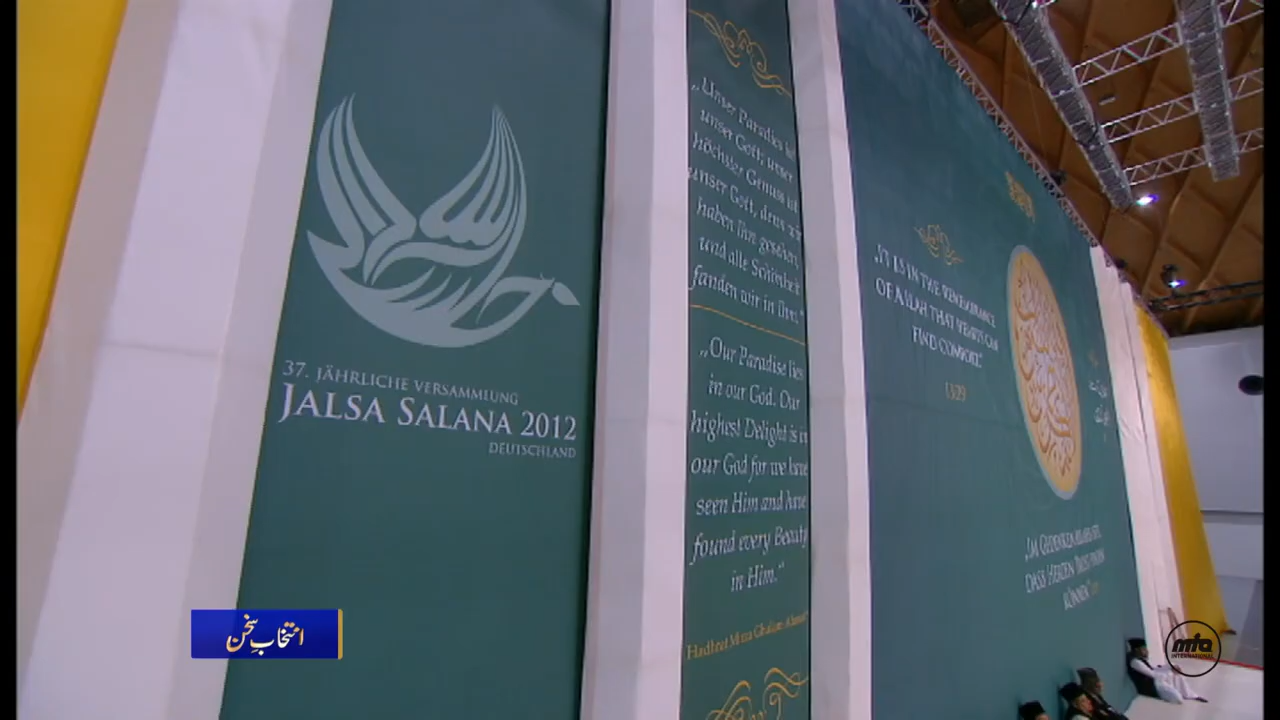 37. JÄHRLICHE VERSAMMLUNG
JALSA SALANA 2012
DEUTSCHLAND
„Unser Paradies ist
unser Gott, unser
höchster Genuss ist
unser Gott, denn wir
haben Ihn gesehen
und alle Schönheit
fanden wir in Ihm."
„Our Paradise lies
in our God. Our
highest Delight is in
our God for we have
seen Him and have
found every Beauty
in Him."
Hadhrat Mirza Ghulam Ahmad
„IT IS IN THE REMEMBRANCE
OF ALLAH THAT HEARTS CAN
FIND COMFORT."
13:29
„IM GEDENKEN ALLAHS IST,
DASS HERZEN TROST FINDEN
KÖNNEN"
انتخابِ سخن
mta
INTERNATIONAL